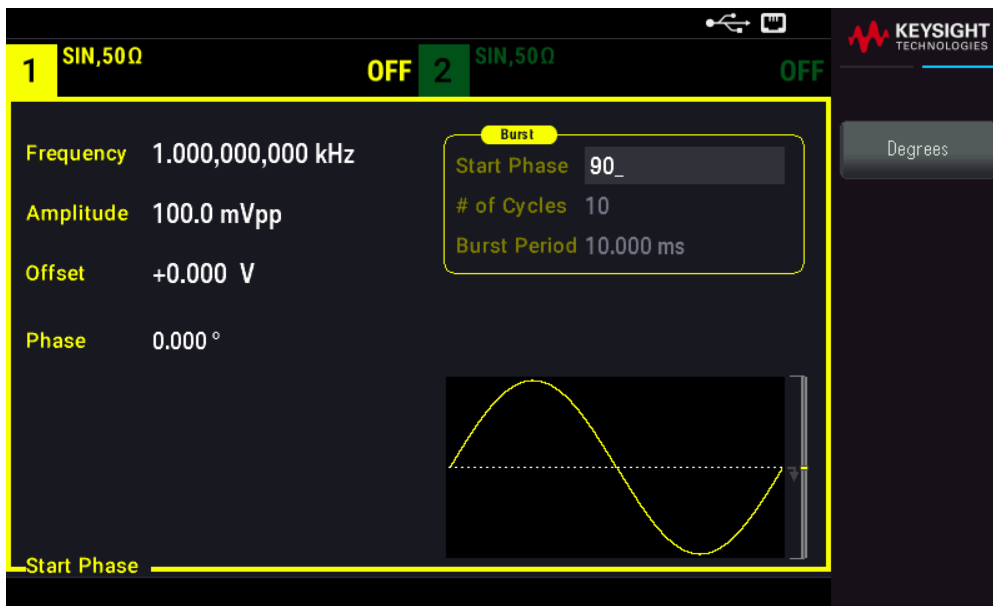 KEYSIGHT
TECHNOLOGIES
1 SIN,50Ω OFF 2 SIN,50Ω OFF
Burst
Frequency 1.000,000,000 kHz
Start Phase 90_
Amplitude 100.0 mVpp
# of Cycles 10
Burst Period 10.000 ms
Offset +0.000 V
Phase 0.000 °
Start Phase
Degrees